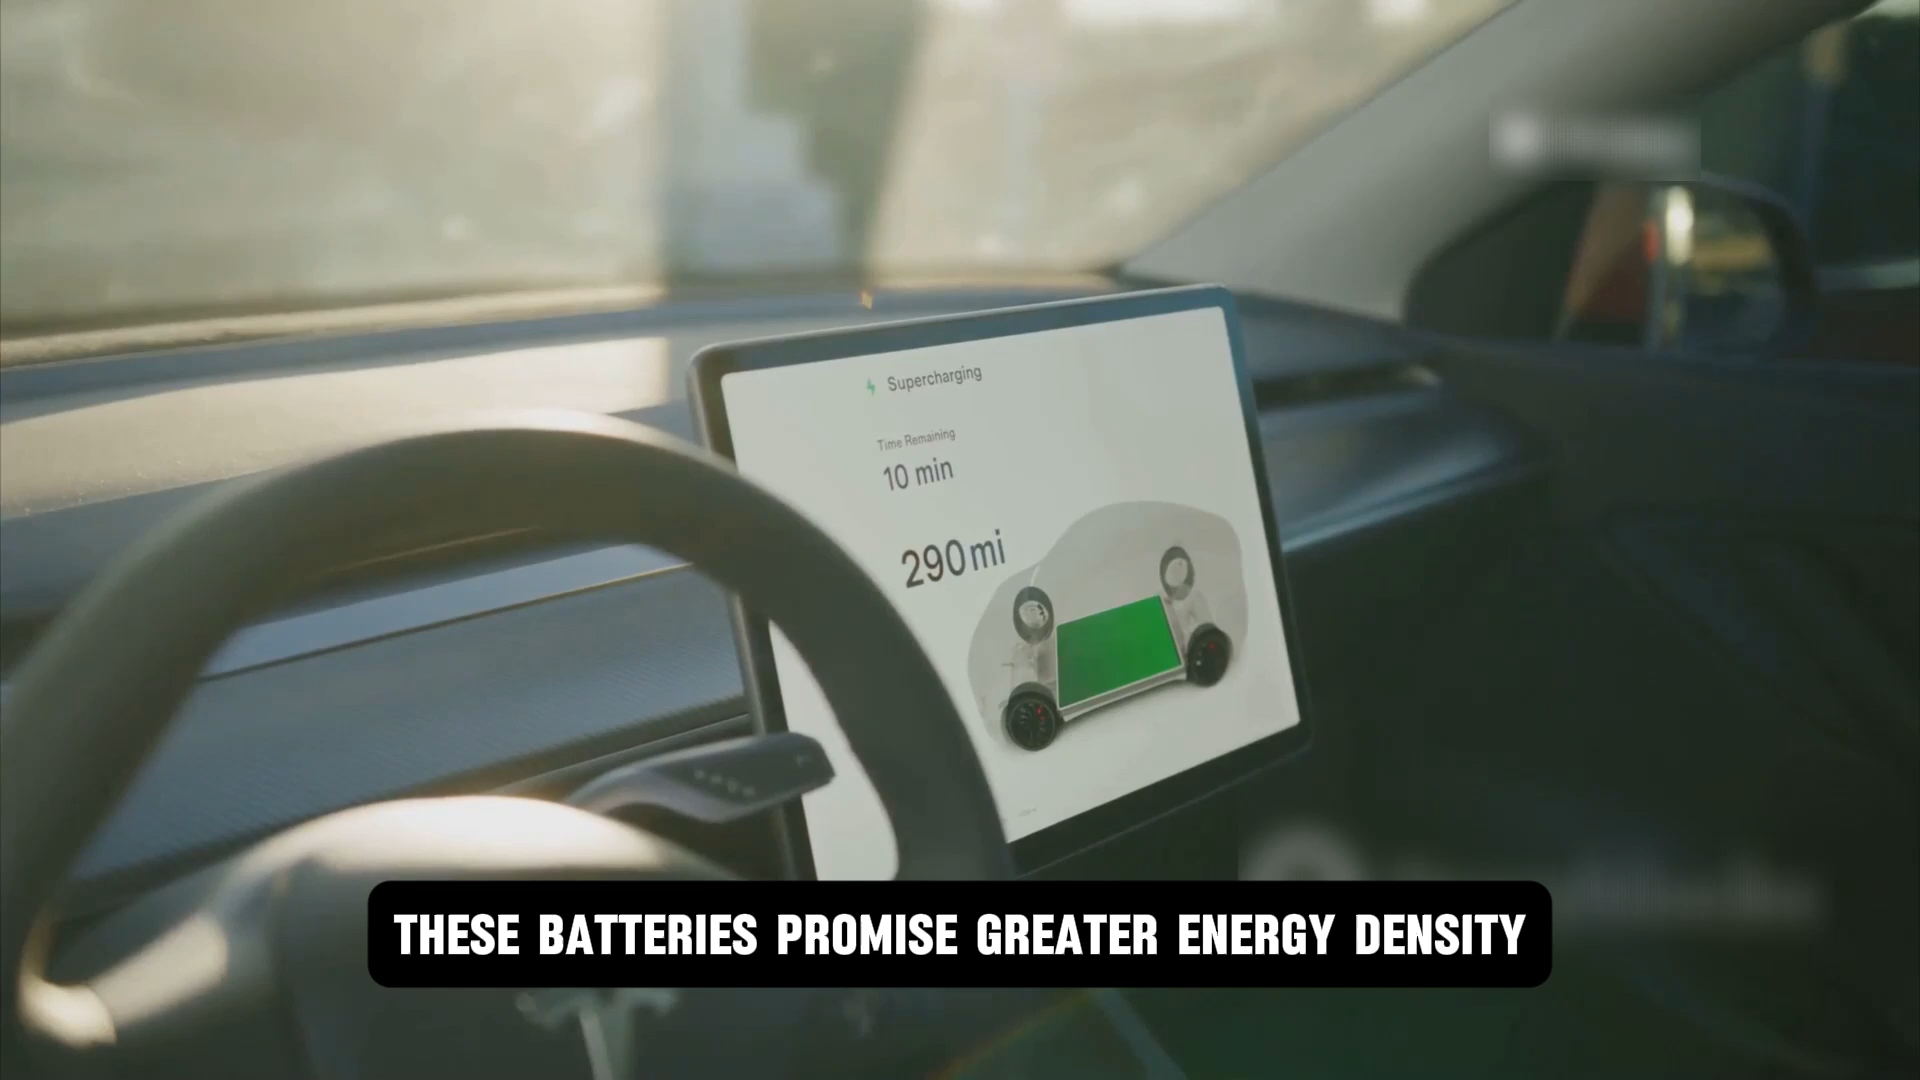 Supercharging
Time Remaining
10 min
290mi
THESE BATTERIES PROMISE GREATER ENERGY DENSITY